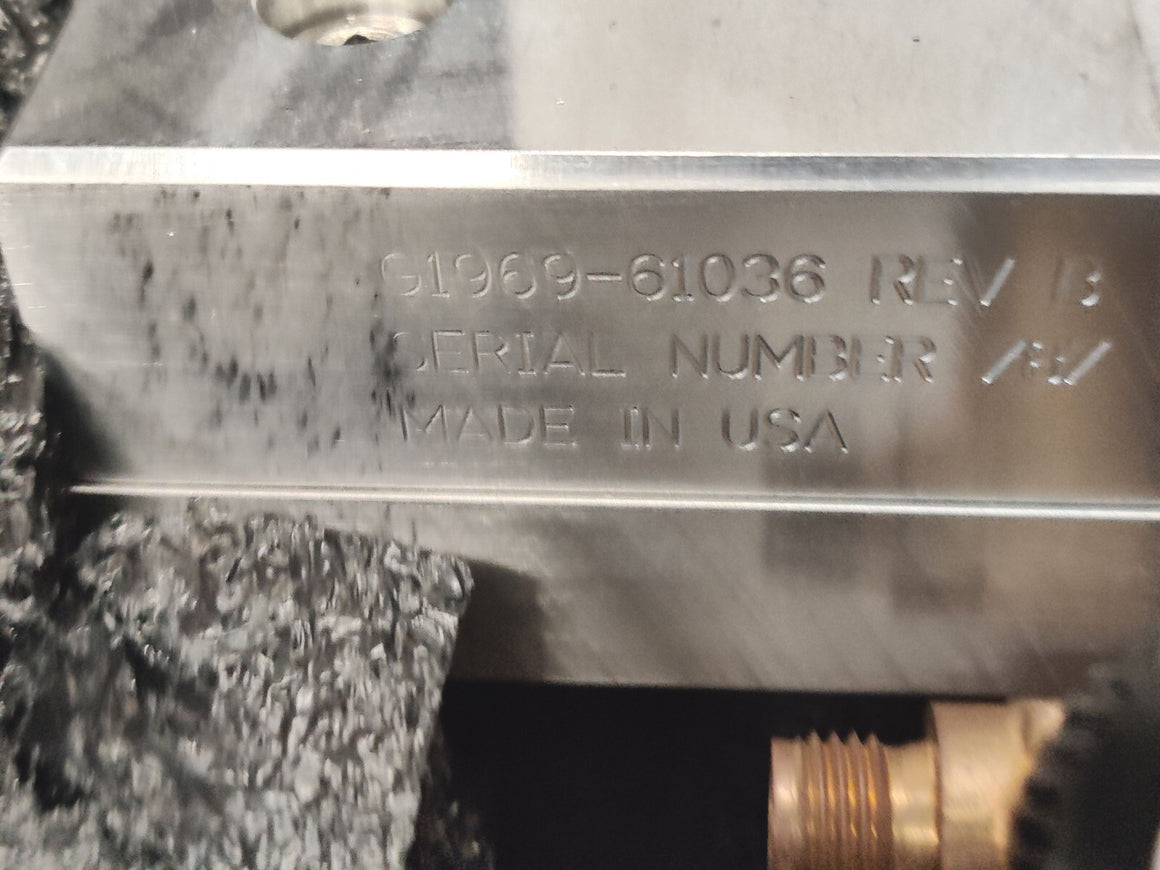 G1969-61036 REV B
SERIAL NUMBER
MADE IN USA